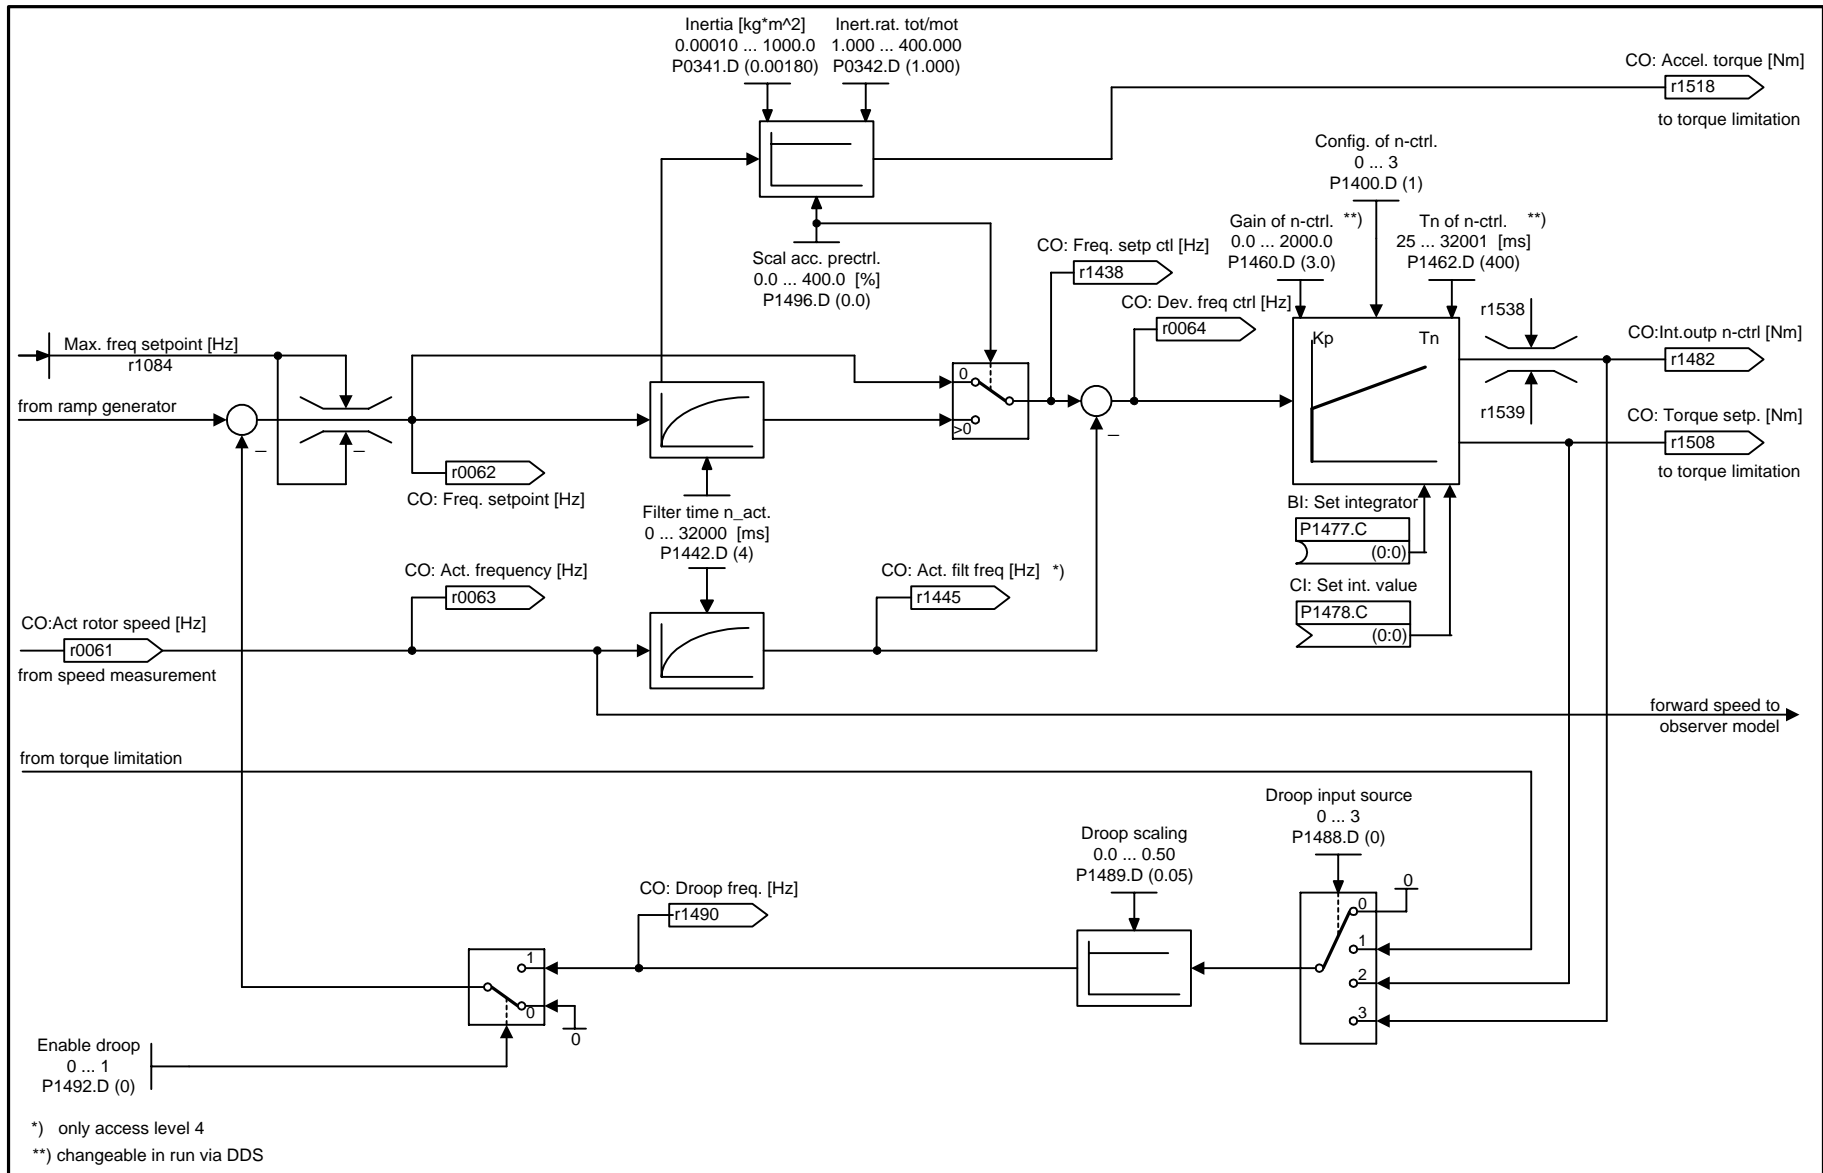 Inertia [kg*m^2]
0.00010 ... 1000.0
P0341.D (0.00180)
Inert.rat. tot/mot
1.000 ... 400.000
P0342.D (1.000)
CO: Accel. torque [Nm]
r1518
to torque limitation
Config. of n-ctrl.
0 ... 3
P1400.D (1)
Scal acc. prectrl.
0.0 ... 400.0 [%]
P1496.D (0.0)
CO: Freq. setp ctl [Hz]
r1438
Gain of n-ctrl. **)
0.0 ... 2000.0
P1460.D (3.0)
Tn of n-ctrl. **)
25 ... 32001 [ms]
P1462.D (400)
CO: Dev. freq ctrl [Hz]
r0064
Max. freq setpoint [Hz]
r1084
from ramp generator
–
–
r0062
CO: Freq. setpoint [Hz]
0
>0
–
Kp
Tn
r1538
r1539
CO:Int.outp n-ctrl [Nm]
r1482
CO: Torque setp. [Nm]
r1508
to torque limitation
Filter time n_act.
0 ... 32000 [ms]
P1442.D (4)
BI: Set integrator
P1477.C
(0:0)
CI: Set int. value
P1478.C
(0:0)
CO: Act. frequency [Hz]
r0063
CO: Act. filt freq [Hz] *)
r1445
CO:Act rotor speed [Hz]
r0061
from speed measurement
forward speed to
observer model
from torque limitation
Droop input source
0 ... 3
P1488.D (0)
Droop scaling
0.0 ... 0.50
P1489.D (0.05)
CO: Droop freq. [Hz]
r1490
0
0
1
2
3
1
0
0
Enable droop
0 ... 1
P1492.D (0)
*) only access level 4
**) changeable in run via DDS